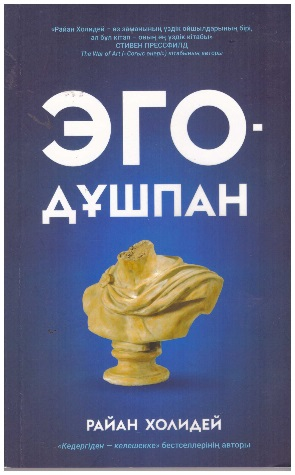 «Райан Холидей – өз заманының үздік ойшылдарының бірі,
ал бұл кітап – оның ең үздік кітабы»
СТИВЕН ПРЕССФИЛД
The War of Art («Соғыс өнері») кітабының авторы
ЭГО-
ДҰШПАН
РАЙАН ХОЛИДЕЙ
«Кедергіден – келешекке» бестселлерінің авторы